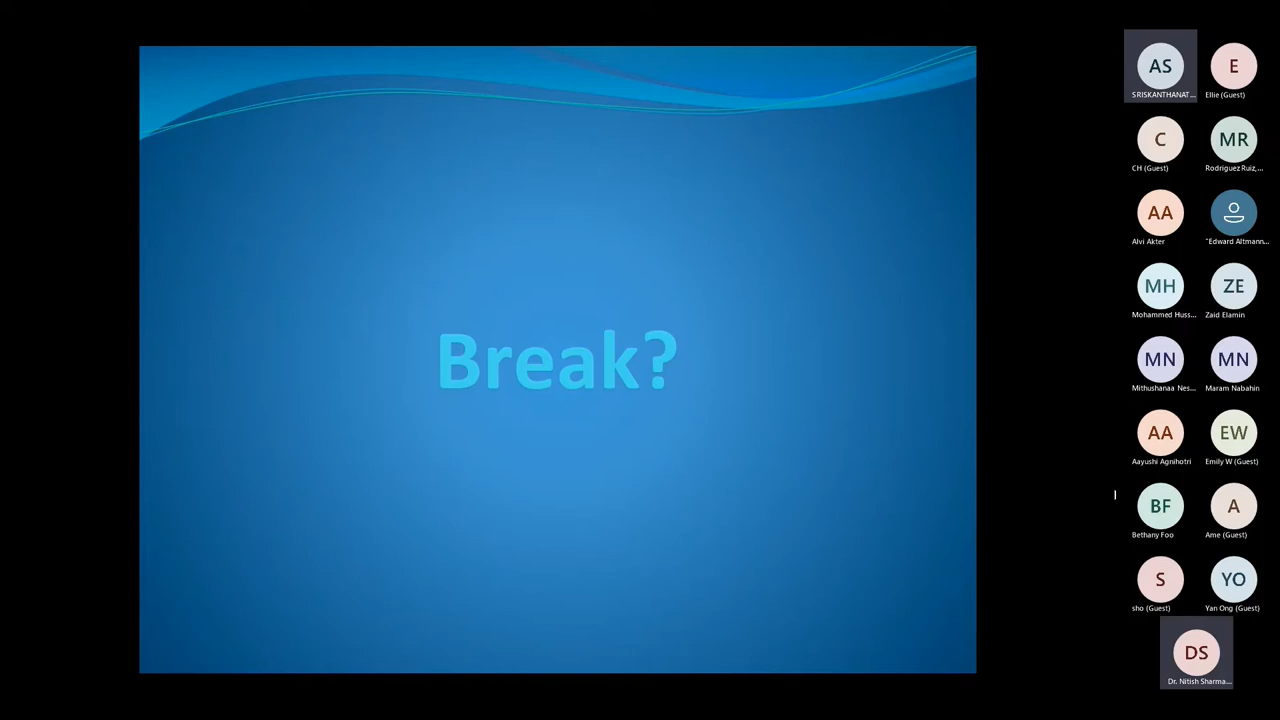 Break?
AS
SRISKANTHANAT...
E
Ellie (Guest)
C
CH (Guest)
MR
Rodriguez Ruiz,...
AA
Alvi Akter
"Edward Altmann...
MH
Mohammed Huss...
ZE
Zaid Elamin
MN
Mithushanaa Nes...
MN
Maram Nabahin
AA
Aayushi Agnihotri
EW
Emily W (Guest)
BF
Bethany Foo
A
Ame (Guest)
S
sho (Guest)
YO
Yan Ong (Guest)
DS
Dr. Nitish Sharma...